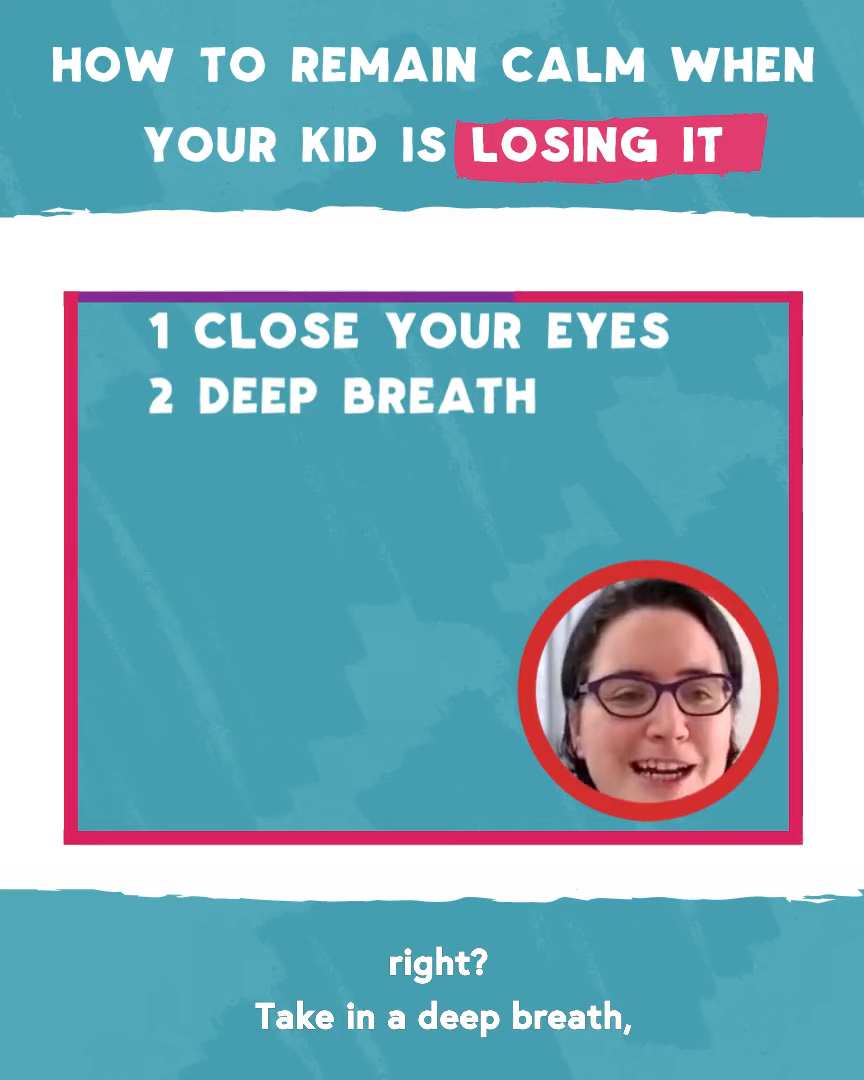 HOW TO REMAIN CALM WHEN
YOUR KID IS LOSING IT
1 CLOSE YOUR EYES
2 DEEP BREATH
right?
Take in a deep breath,